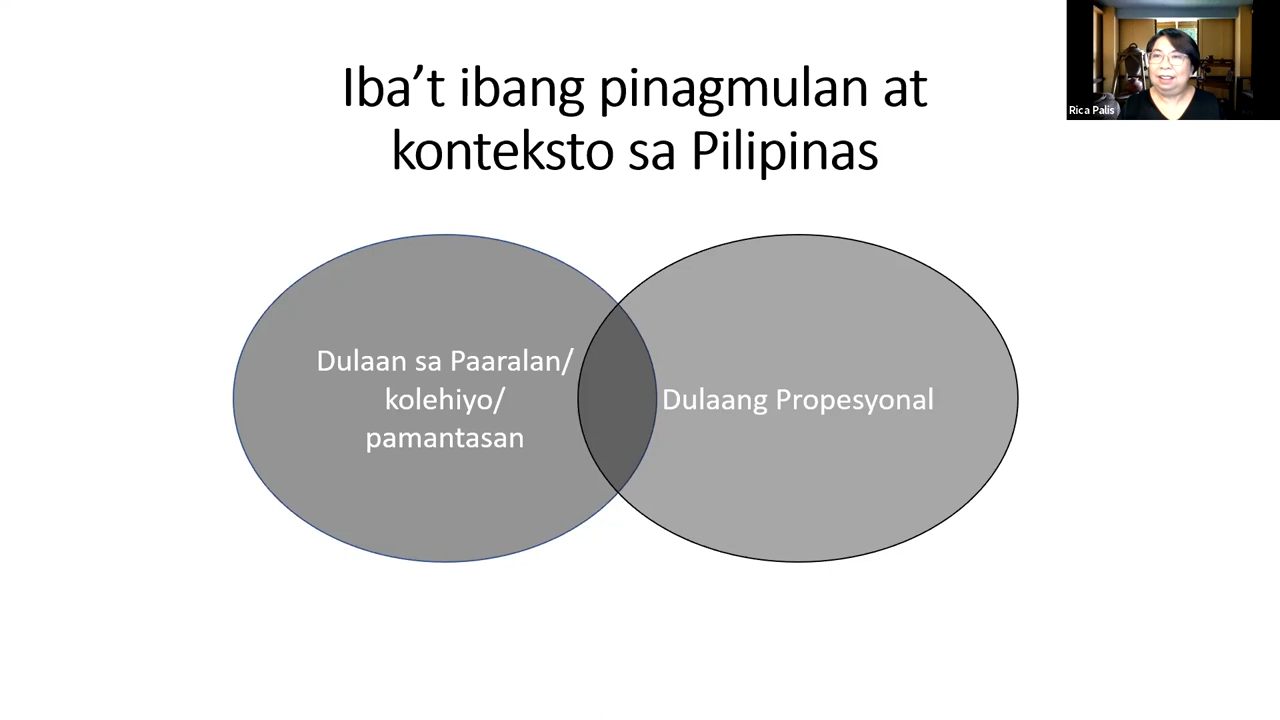 Iba’t ibang pinagmulan at
konteksto sa Pilipinas
Rica Palis
Dulaan sa Paaralan/
kolehiyo/
pamantasan
Dulaang Propesyonal